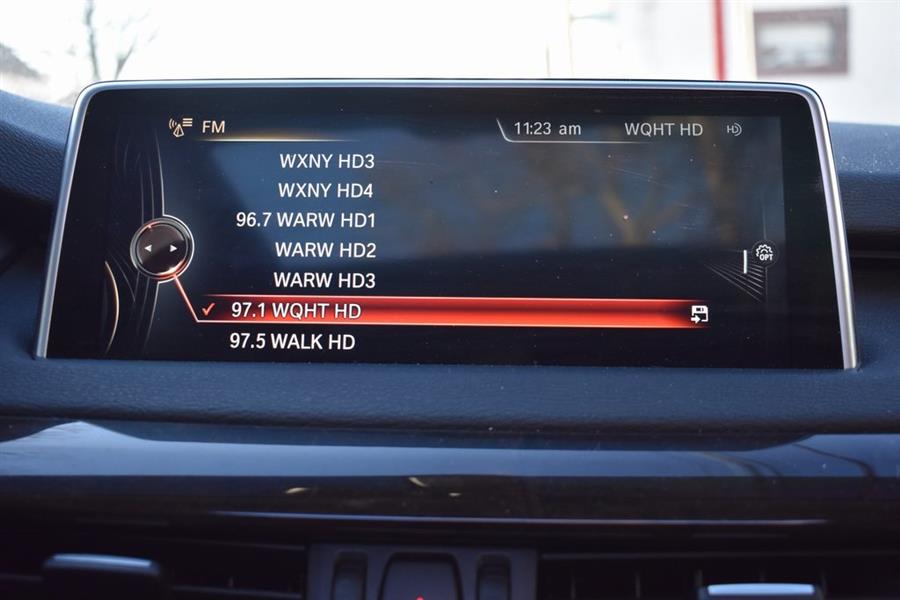 FM 11:23 am WQHT HD HD
WXNY HD3
WXNY HD4
96.7 WARW HD1
WARW HD2
WARW HD3
97.1 WQHT HD
97.5 WALK HD
OPT